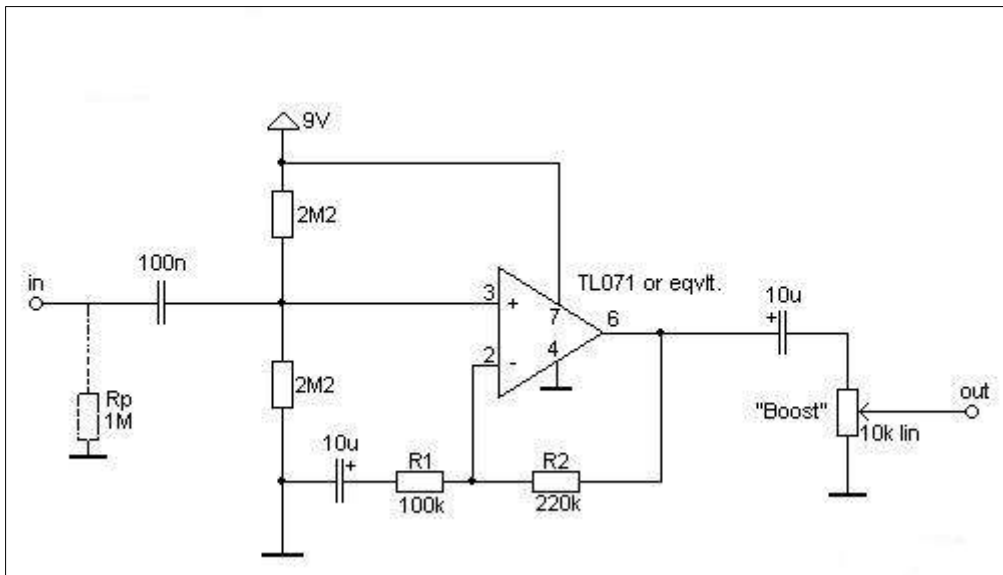 9V
2M2
100n
in
3
+
TL071 or eqvlt.
7
6
10u
+
2
-
4
2M2
Rp
1M
"Boost"
out
10k lin
10u
+
R1
R2
100k
220k